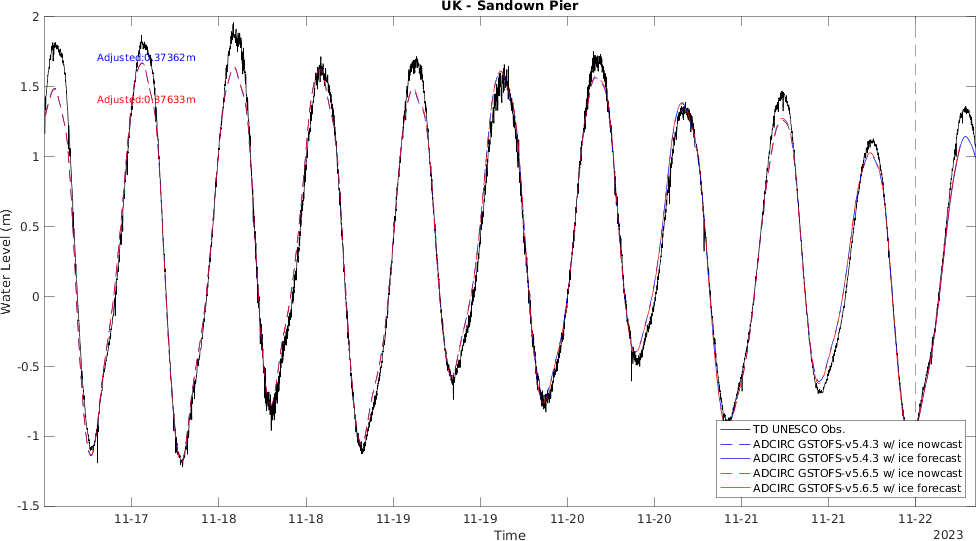 UK - Sandown Pier
2
1.5
1
0.5
0
-0.5
-1
-1.5
Water Level (m)
Adjusted:0.37362m
Adjusted:0.37633m
TD UNESCO Obs.
ADCIRC GSTOFS-v5.4.3 w/ ice nowcast
ADCIRC GSTOFS-v5.4.3 w/ ice forecast
ADCIRC GSTOFS-v5.6.5 w/ ice nowcast
ADCIRC GSTOFS-v5.6.5 w/ ice forecast
11-17 11-18 11-18 11-19 11-19 11-20 11-20 11-21 11-21 11-22
Time
2023